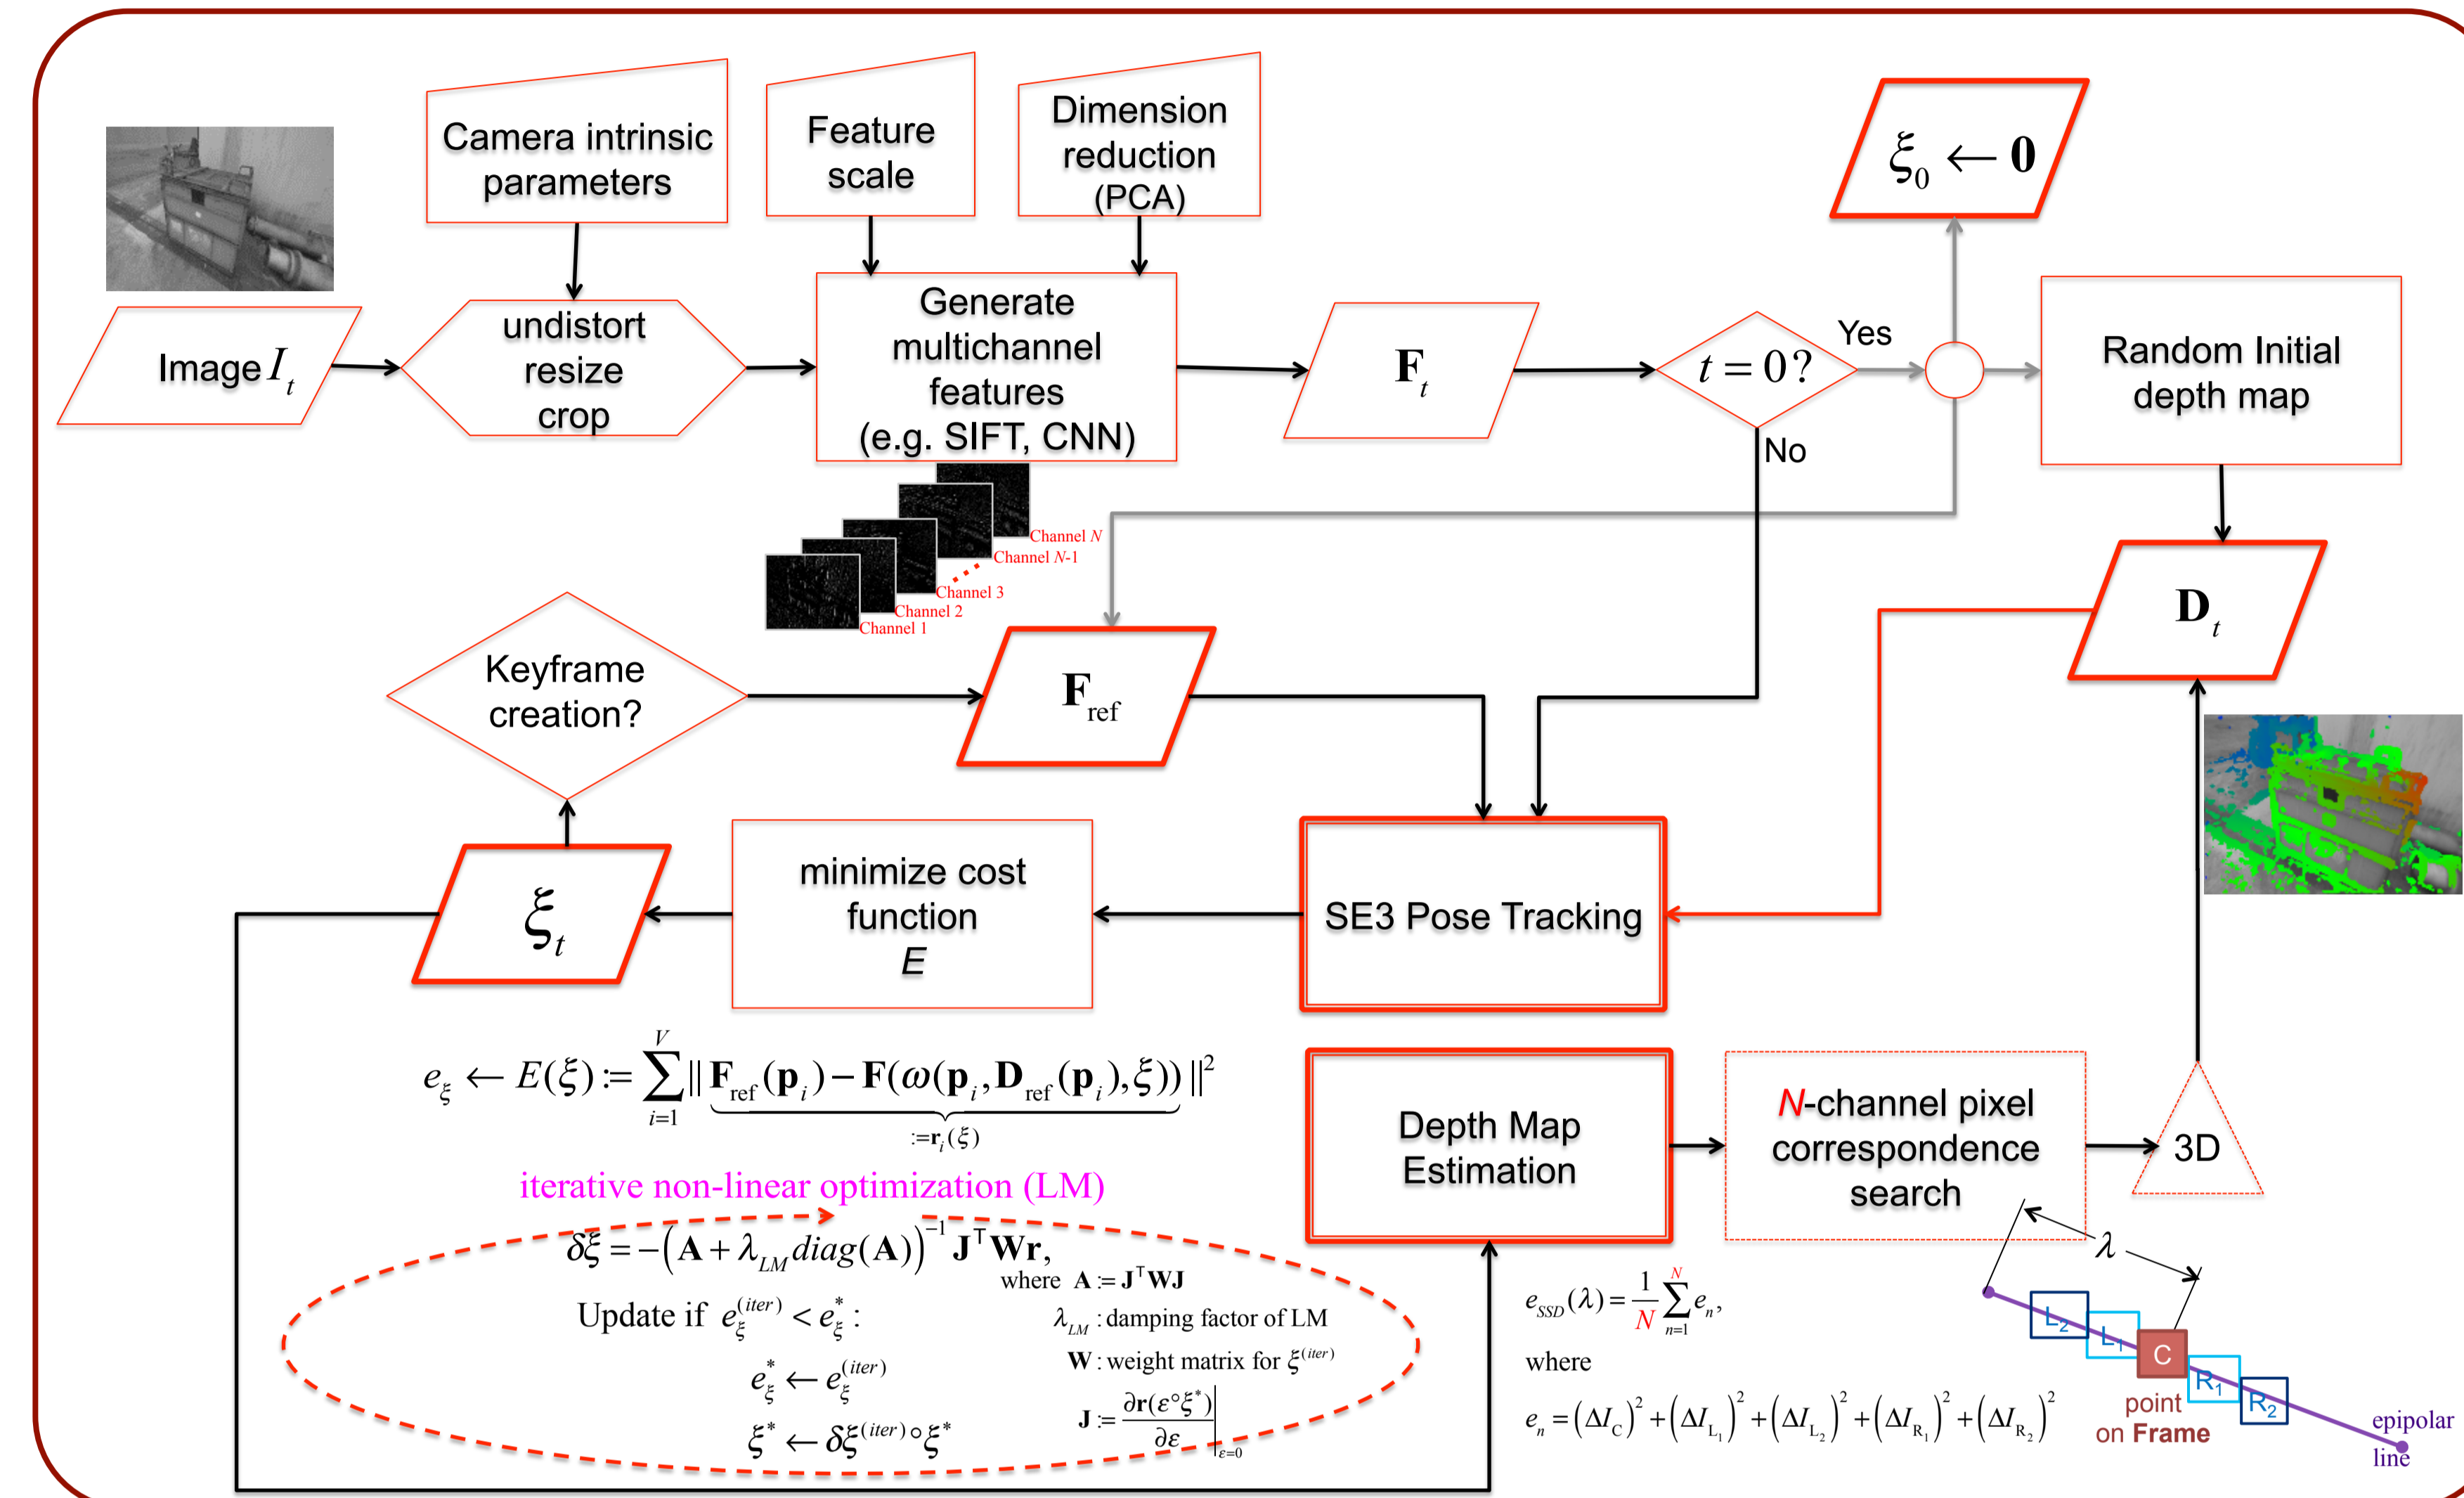 Camera intrinsic
parameters
Feature
scale
Dimension
reduction
(PCA)
ξ₀ ← 0
Image I_t
undistort
resize
crop
Generate
multichannel
features
(e.g. SIFT, CNN)
F_t
t = 0?
Yes
No
Random Initial
depth map
Channel N
Channel N-1
Channel 3
Channel 2
Channel 1
D_t
Keyframe
creation?
F_ref
ξ_t
minimize cost
function
E
SE3 Pose Tracking
e_ξ ← E(ξ) := ∑_{i=1}^{V} || F_ref(p_i) − F(ω(p_i, D_ref(p_i), ξ)) ||²
:= r_i(ξ)
iterative non-linear optimization (LM)
δξ = −(A + λ_LM diag(A))⁻¹ J^T W r,
where A := J^T W J
Update if e_ξ^(iter) < e_ξ^* :
λ_LM : damping factor of LM
W : weight matrix for ξ^(iter)
e_ξ^* ← e_ξ^(iter)
J := ∂r(ε∘ξ^*)/∂ε |_{ε=0}
ξ^* ← δξ^(iter) ∘ ξ^*
Depth Map
Estimation
N-channel pixel
correspondence
search
3D
λ
e_SSD(λ) = 1/N ∑_{n=1}^{N} e_n,
where
e_n = (ΔI_C)² + (ΔI_L₁)² + (ΔI_L₂)² + (ΔI_R₁)² + (ΔI_R₂)²
L₂
L₁
C
R₁
R₂
point
on Frame
epipolar
line